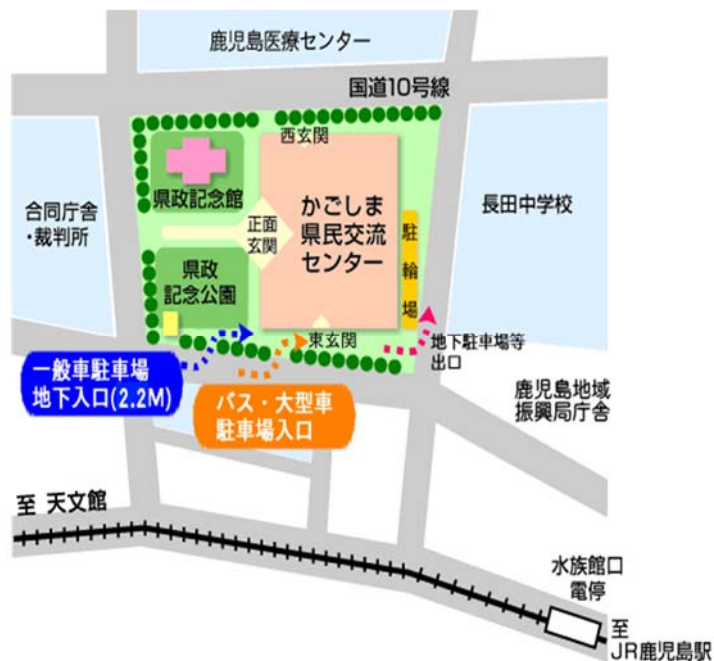 鹿児島医療センター
国道10号線
西玄関
県政記念館
合同庁舎
・裁判所
正面
玄関
かごしま
県民交流
センター
駐輪場
長田中学校
県政
記念公園
東玄関
地下駐車場等
出口
一般車駐車場
地下入口(2.2M)
バス・大型車
駐車場入口
鹿児島地域
振興局庁舎
至 天文館
水族館口
電停
至
JR鹿児島駅